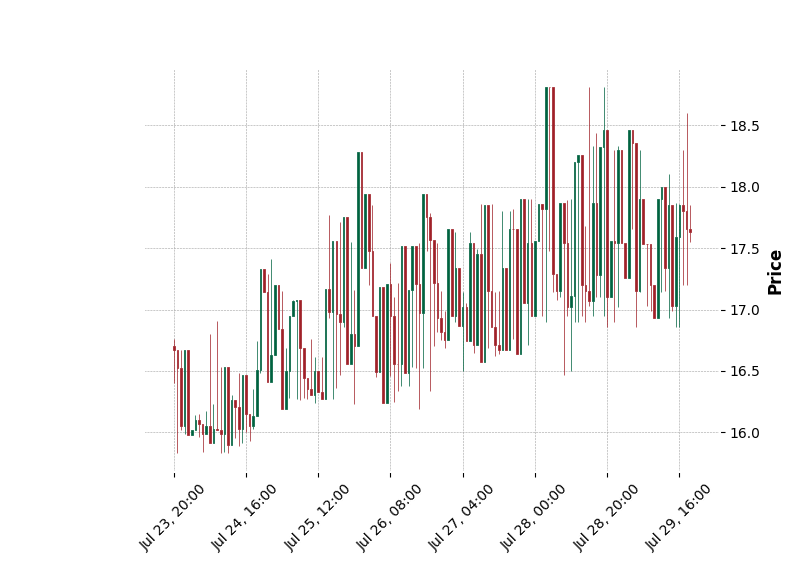 18.5
18.0
17.5
17.0
16.5
16.0
Price
Jul 23, 20:00
Jul 24, 16:00
Jul 25, 12:00
Jul 26, 08:00
Jul 27, 04:00
Jul 28, 00:00
Jul 28, 20:00
Jul 29, 16:00